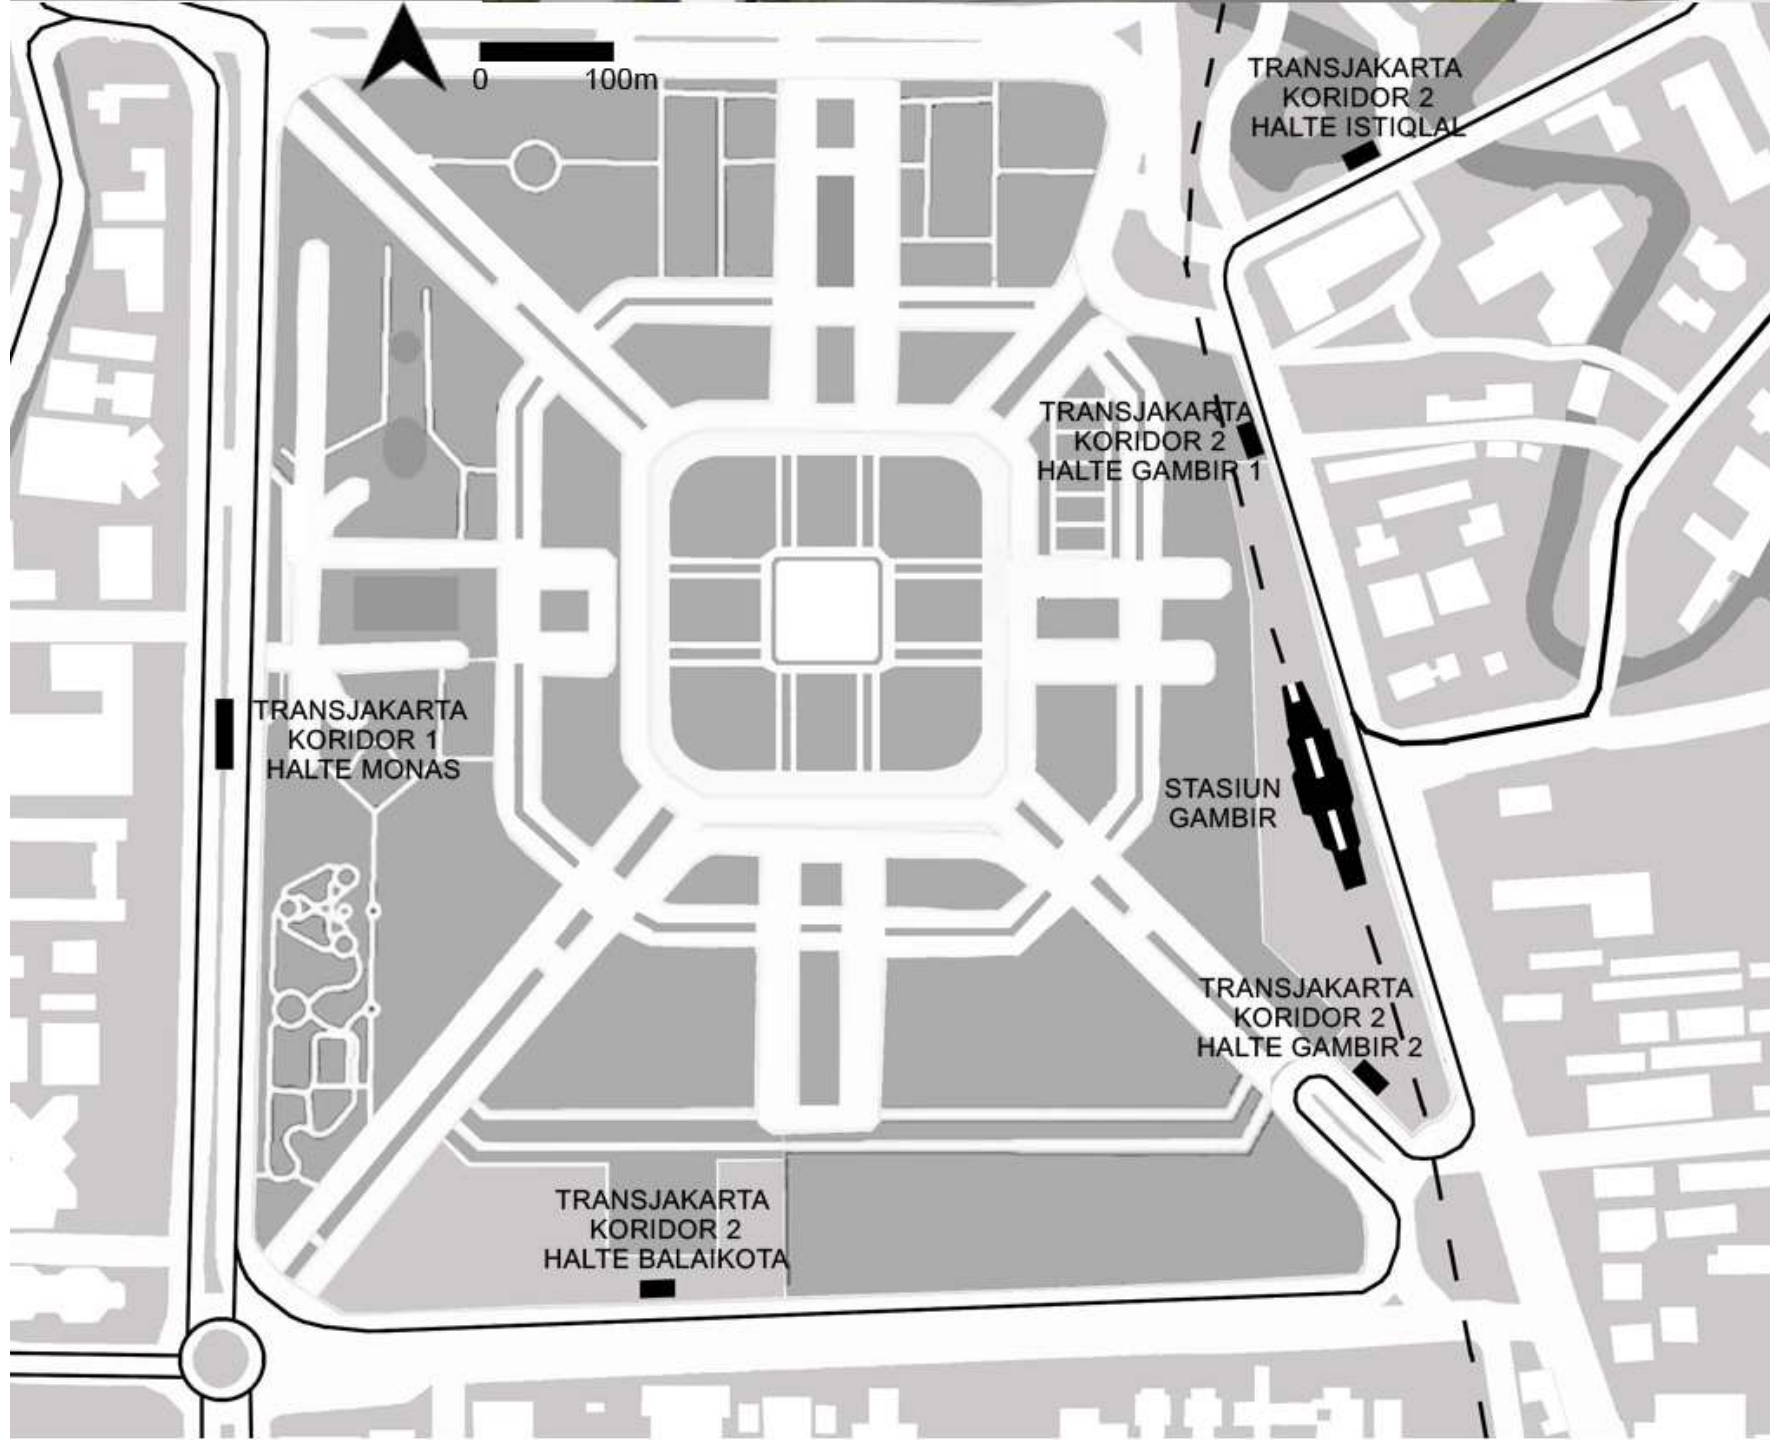 0 100m
TRANSJAKARTA
KORIDOR 2
HALTE ISTIQLAL
TRANSJAKARTA
KORIDOR 2
HALTE GAMBIR 1
TRANSJAKARTA
KORIDOR 1
HALTE MONAS
STASIUN
GAMBIR
TRANSJAKARTA
KORIDOR 2
HALTE GAMBIR 2
TRANSJAKARTA
KORIDOR 2
HALTE BALAIKOTA